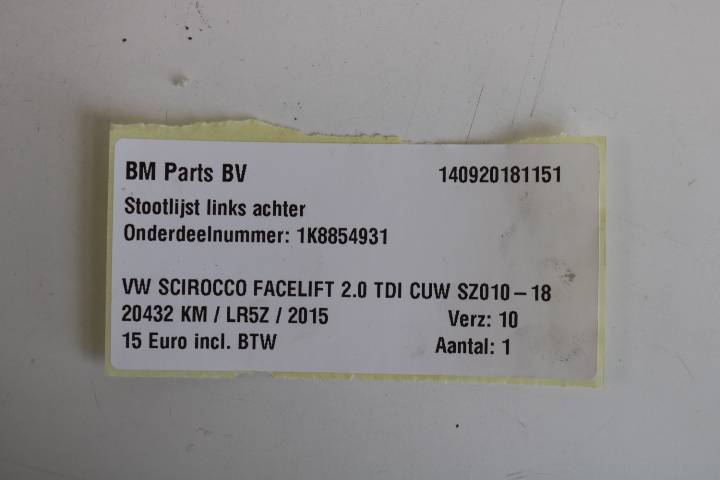 BM Parts BV 140920181151
Stootlijst links achter
Onderdeelnummer: 1K8854931
VW SCIROCCO FACELIFT 2.0 TDI CUW SZ010-18
20432 KM / LR5Z / 2015 Verz: 10
15 Euro incl. BTW Aantal: 1